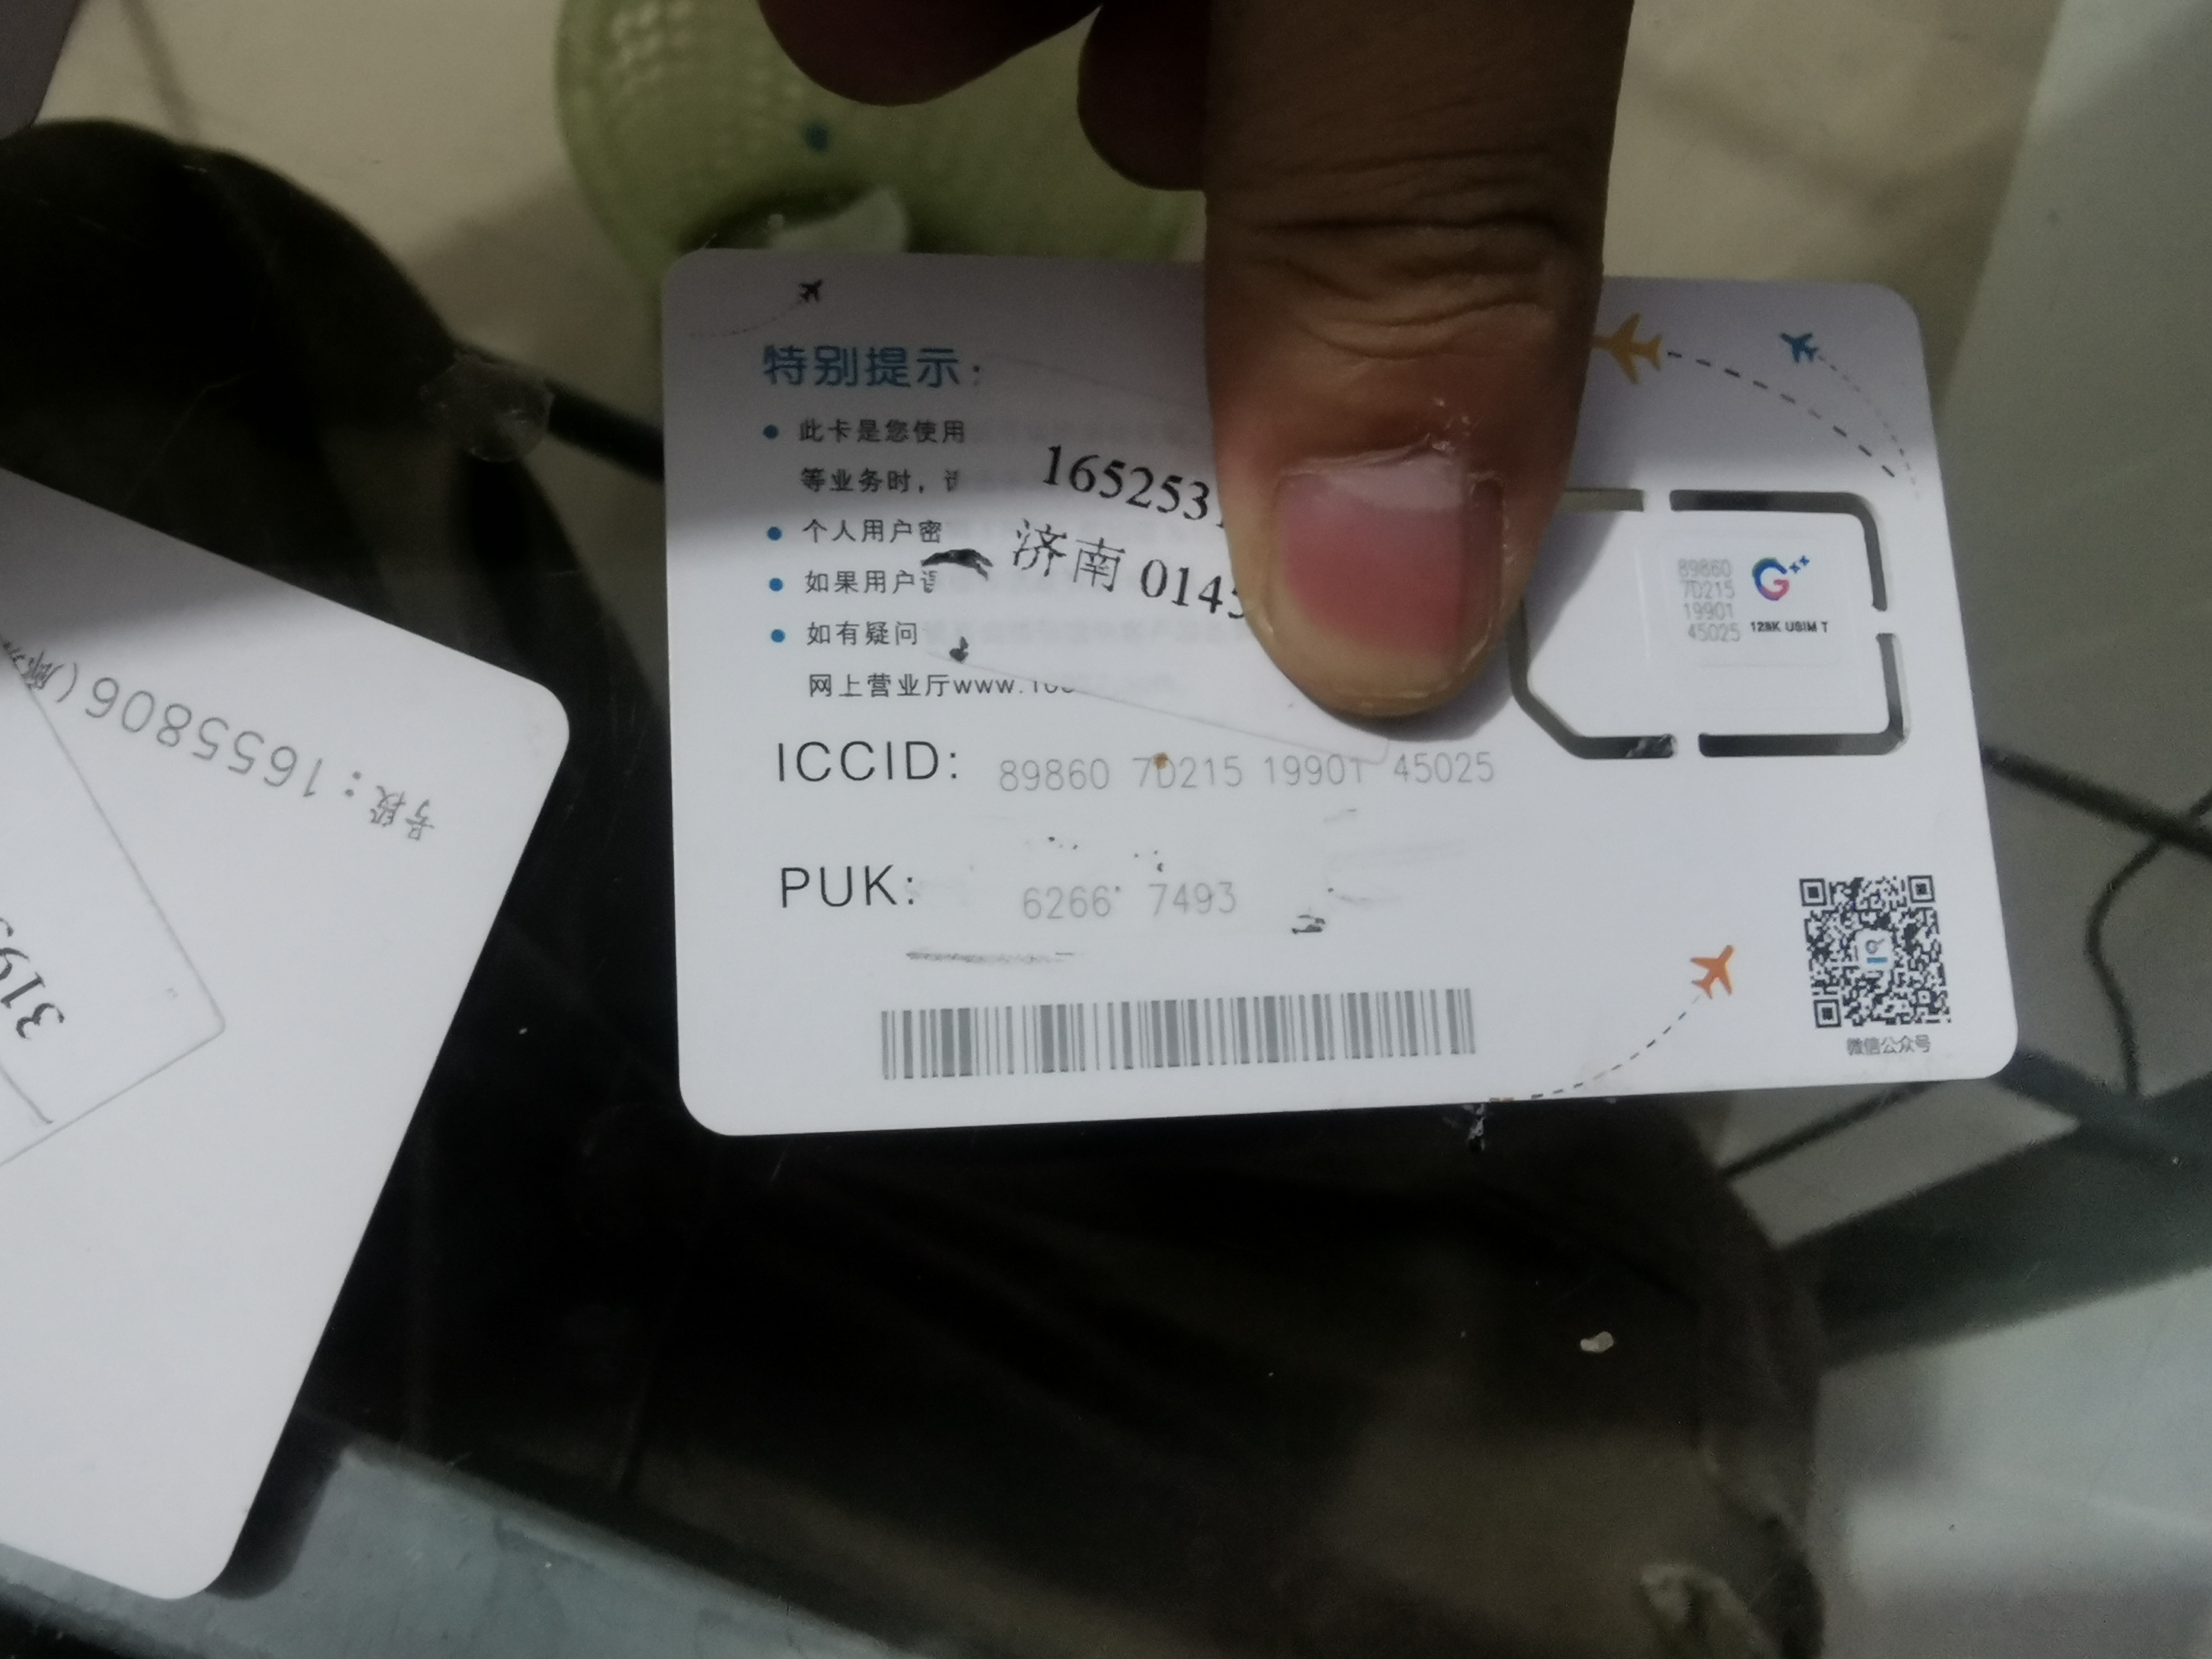 特别提示：
此卡是您使用
等业务时，
165253
个人用户密
济南 0145
如果用户
如有疑问
网上营业厅www.10
ICCID: 89860 7D215 19901 45025
PUK: 6266 7493
89860
7D215
19901
45025
G++
128K USIM T
微信公众号
号段：1655806(
319